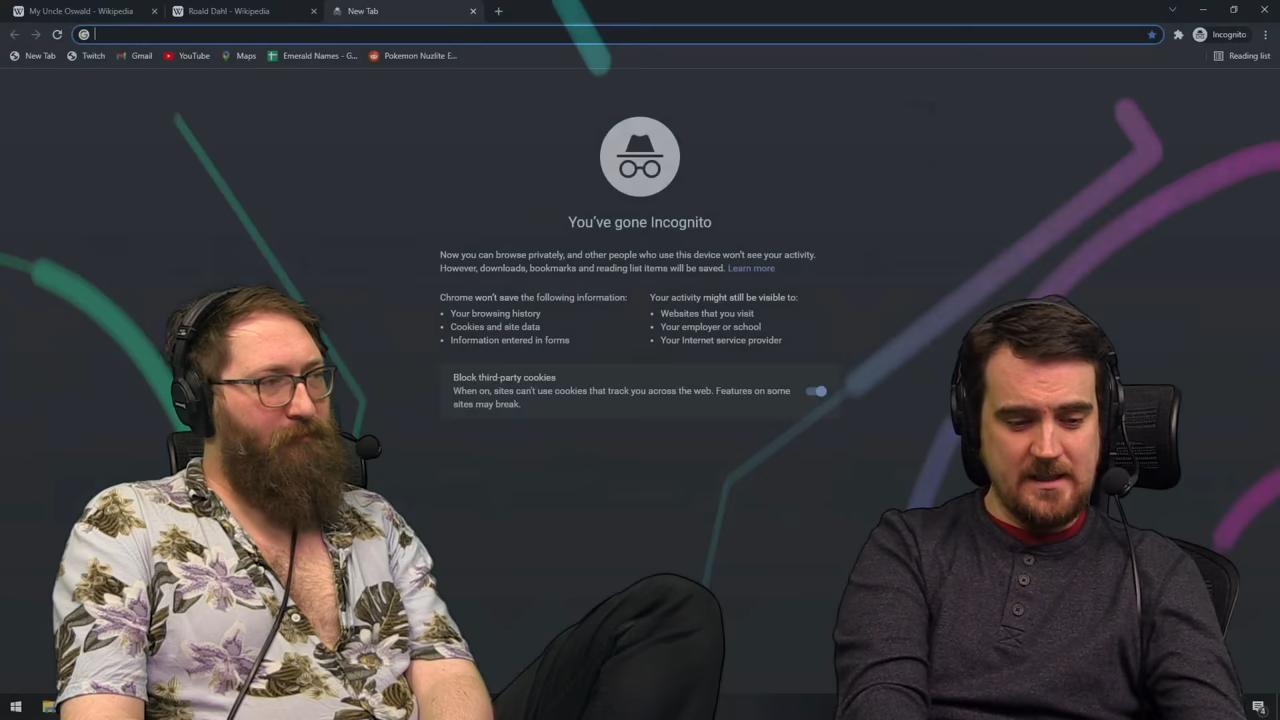 My Uncle Oswald - Wikipedia
Roald Dahl - Wikipedia
New Tab
Incognito
New Tab
Twitch
Gmail
YouTube
Maps
Emerald Names - G...
Pokemon Nuzlite E...
Reading list
You've gone Incognito
Now you can browse privately, and other people who use this device won't see your activity.
However, downloads, bookmarks and reading list items will be saved. Learn more
Chrome won't save the following information:
Your browsing history
Cookies and site data
Information entered in forms
Your activity might still be visible to:
Websites that you visit
Your employer or school
Your Internet service provider
Block third-party cookies
When on, sites can't use cookies that track you across the web. Features on some
sites may break.